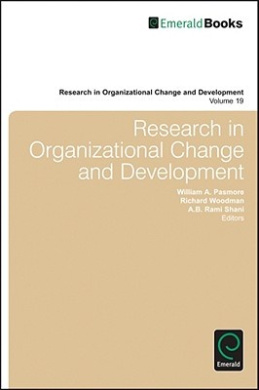 EmeraldBooks
Research in Organizational Change and Development
Volume 19
Research in
Organizational Change
and Development
William A. Pasmore
Richard Woodman
A.B. Rami Shani
Editors
Emerald